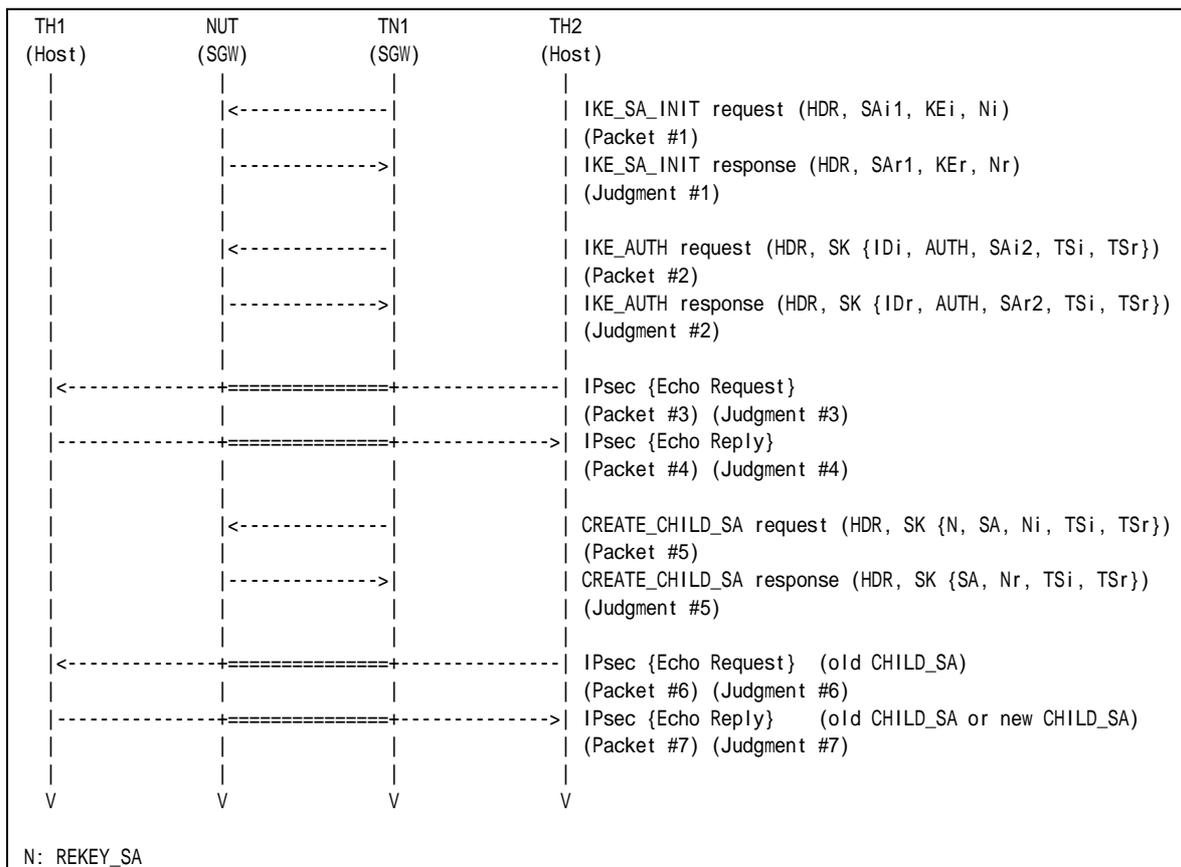 TH1 NUT TN1 TH2
(Host) (SGW) (SGW) (Host)
| | | |
| |<--------------| | IKE_SA_INIT request (HDR, SAi1, KEi, Ni)
| | | | (Packet #1)
| |-------------->| | IKE_SA_INIT response (HDR, SAr1, KEr, Nr)
| | | | (Judgment #1)
| | | |
| |<--------------| | IKE_AUTH request (HDR, SK {IDi, AUTH, SAi2, TSi, TSr})
| | | | (Packet #2)
| |-------------->| | IKE_AUTH response (HDR, SK {IDr, AUTH, SAr2, TSi, TSr})
| | | | (Judgment #2)
| | | |
|<--------------+===============+---------------| IPsec {Echo Request}
| | | | (Packet #3) (Judgment #3)
|---------------+===============+-------------->| IPsec {Echo Reply}
| | | | (Packet #4) (Judgment #4)
| | | |
| |<--------------| | CREATE_CHILD_SA request (HDR, SK {N, SA, Ni, TSi, TSr})
| | | | (Packet #5)
| |-------------->| | CREATE_CHILD_SA response (HDR, SK {SA, Nr, TSi, TSr})
| | | | (Judgment #5)
| | | |
|<--------------+===============+---------------| IPsec {Echo Request} (old CHILD_SA)
| | | | (Packet #6) (Judgment #6)
|---------------+===============+-------------->| IPsec {Echo Reply} (old CHILD_SA or new CHILD_SA)
| | | | (Packet #7) (Judgment #7)
| | | |
V V V V
N: REKEY_SA